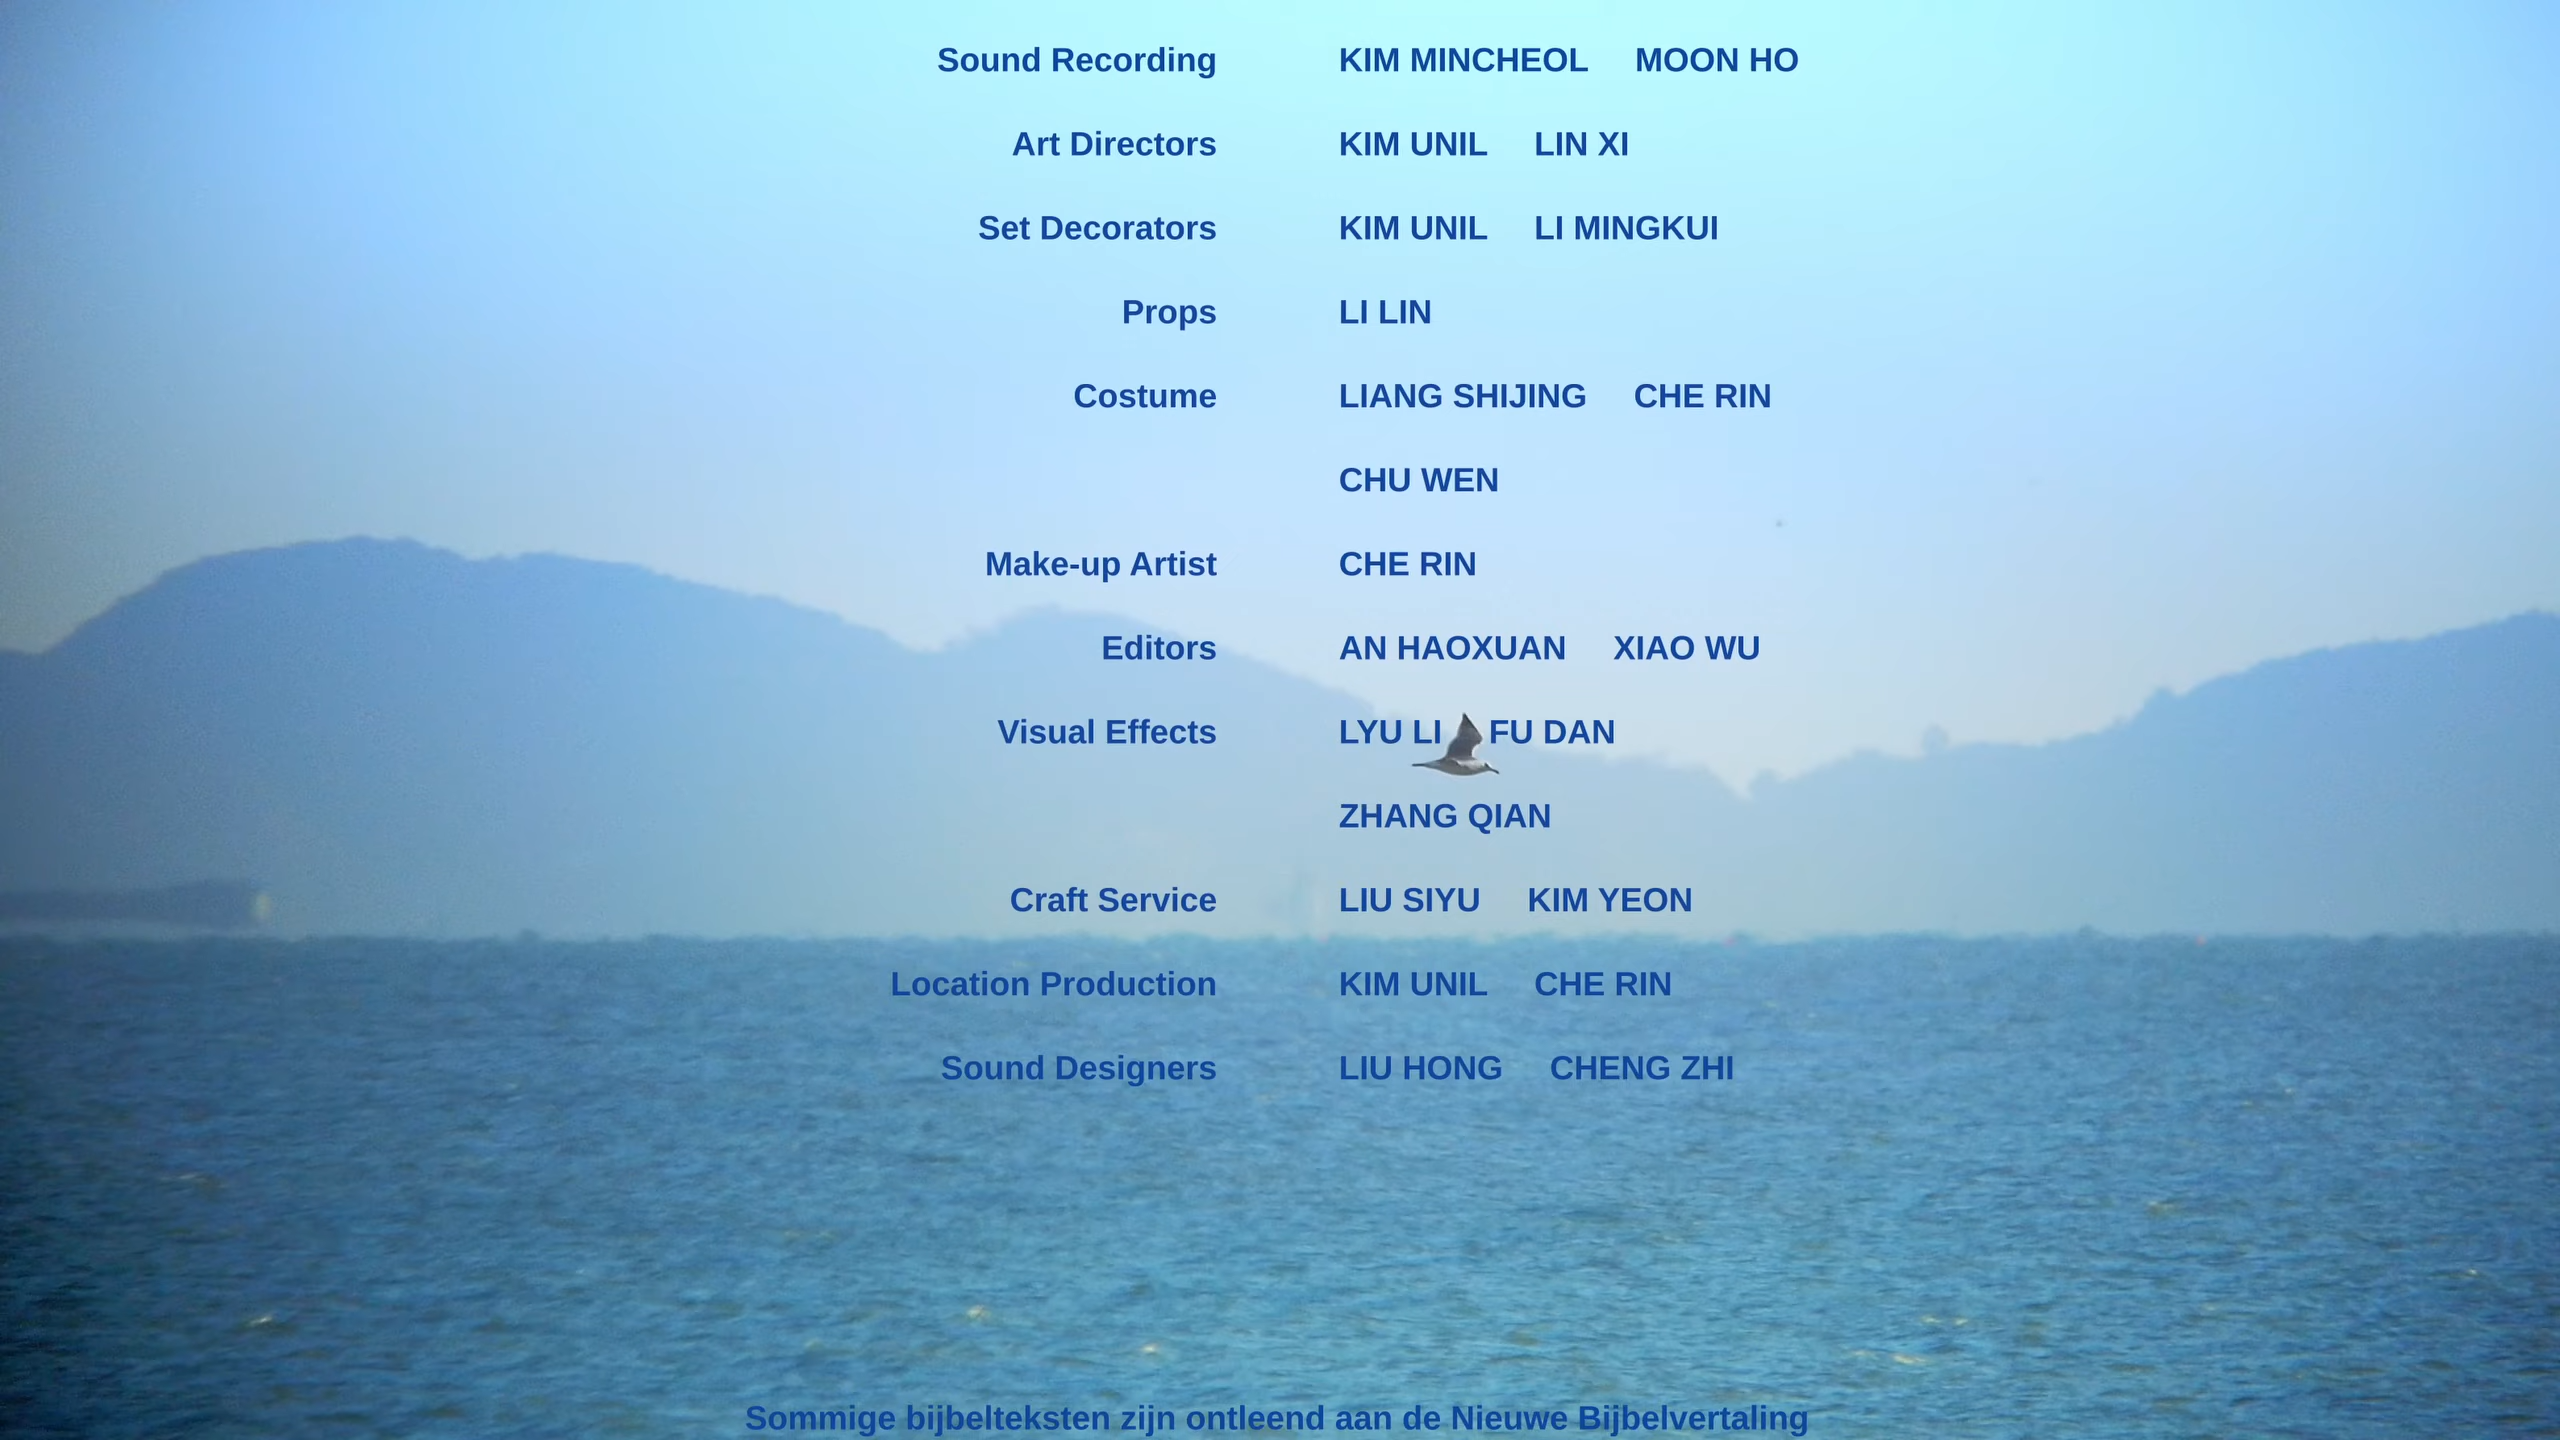 Sound Recording KIM MINCHEOL MOON HO
Art Directors KIM UNIL LIN XI
Set Decorators KIM UNIL LI MINGKUI
Props LI LIN
Costume LIANG SHIJING CHE RIN
CHU WEN
Make-up Artist CHE RIN
Editors AN HAOXUAN XIAO WU
Visual Effects LYU LI FU DAN
ZHANG QIAN
Craft Service LIU SIYU KIM YEON
Location Production KIM UNIL CHE RIN
Sound Designers LIU HONG CHENG ZHI
Sommige bijbelteksten zijn ontleend aan de Nieuwe Bijbelvertaling